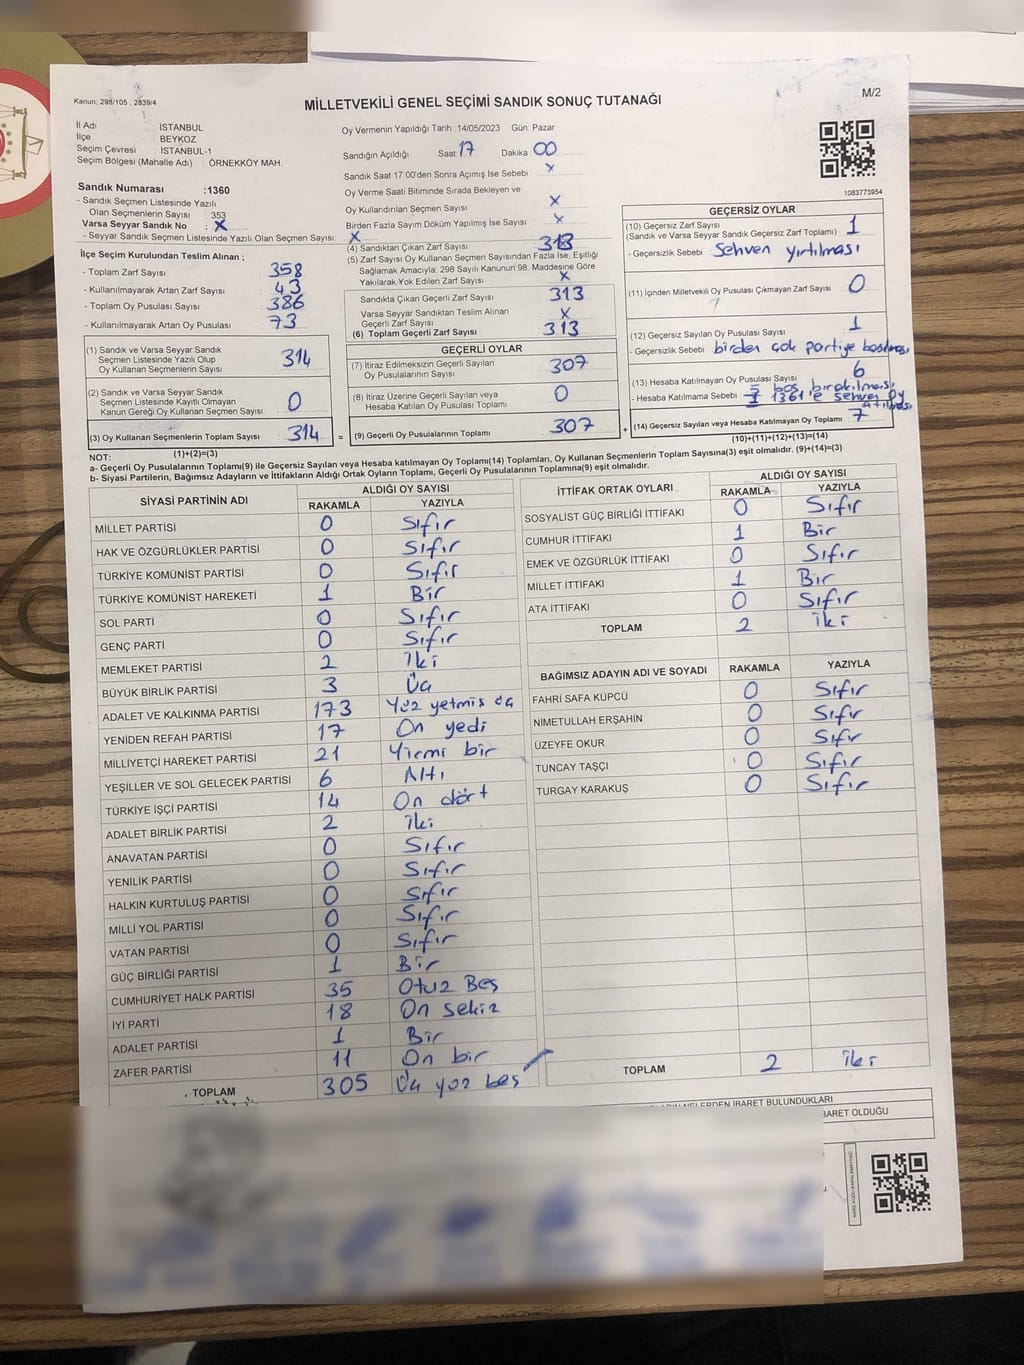 Kanun: 298/105 , 2839/4
MİLLETVEKİLİ GENEL SEÇİMİ SANDIK SONUÇ TUTANAĞI
M/2
İl Adı İSTANBUL
İlçe BEYKOZ
Seçim Çevresi : İSTANBUL-1
Seçim Bölgesi (Mahalle Adı) : ÖRNEKKÖY MAH.
Sandık Numarası :1360
- Sandık Seçmen Listesinde Yazılı
Olan Seçmenlerin Sayısı : 353
Varsa Seyyar Sandık No : X
- Seyyar Sandık Seçmen Listesinde Yazılı Olan Seçmen Sayısı: X
İlçe Seçim Kurulundan Teslim Alınan ;
- Toplam Zarf Sayısı : 358
- Kullanılmayarak Artan Zarf Sayısı : 43
- Toplam Oy Pusulası Sayısı : 386
- Kullanılmayarak Artan Oy Pusulası : 73
(1) Sandık ve Varsa Seyyar Sandık
Seçmen Listesinde Yazılı Olup
Oy Kullanan Seçmenlerin Sayısı 314
(2) Sandık ve Varsa Seyyar Sandık
Seçmen Listesinde Kayıtlı Olmayan
Kanun Gereği Oy Kullanan Seçmen Sayısı 0
(3) Oy Kullanan Seçmenlerin Toplam Sayısı 314
(1)+(2)=(3)
Oy Vermenin Yapıldığı Tarih :14/05/2023 Gün: Pazar
Sandığın Açıldığı Saat 17 Dakika 00
Sandık Saat 17.00'den Sonra Açımış İse Sebebi X
Oy Verme Saati Bitiminde Sırada Bekleyen ve
Oy Kullandırılan Seçmen Sayısı X
Birden Fazla Sayım Döküm Yapılmış İse Sayısı X
(4) Sandıktan Çıkan Zarf Sayısı 313
(5) Zarf Sayısı Oy Kullanan Seçmen Sayısından Fazla İse, Eşitliği
Sağlamak Amacıyla; 298 Sayılı Kanunun 98. Maddesine Göre
Yakılarak Yok Edilen Zarf Sayısı X
Sandıkta Çıkan Geçerli Zarf Sayısı 313
Varsa Seyyar Sandıktan Teslim Alınan
Geçerli Zarf Sayısı X
(6) Toplam Geçerli Zarf Sayısı 313
GEÇERLİ OYLAR
(7) İtiraz Edilmeksizin Geçerli Sayılan
Oy Pusulalarının Sayısı 307
(8) İtiraz Üzerine Geçerli Sayılan veya
Hesaba Katılan Oy Pusulası Toplamı 0
= (9) Geçerli Oy Pusulalarının Toplamı 307 +
1083773954
GEÇERSİZ OYLAR
(10) Geçersiz Zarf Sayısı 1
(Sandık ve Varsa Seyyar Sandık Geçersiz Zarf Toplamı)
- Geçersizlik Sebebi Sehven yırtılması
(11) İçinden Milletvekili Oy Pusulası Çıkmayan Zarf Sayısı 0
(12) Geçersiz Sayılan Oy Pusulası Sayısı 1
- Geçersizlik Sebebi birden çok partiye basılması
(13) Hesaba Katılmayan Oy Pusulası Sayısı 6
- Hesaba Katılmama Sebebi 5 boş bırakılması,
1 1361'e sehven oy atılması
(14) Geçersiz Sayılan veya Hesaba Katılmayan Oy Toplamı 7
(10)+(11)+(12)+(13)=(14)
NOT:
a- Geçerli Oy Pusulaları Toplamı(9) ile Geçersiz Sayılan veya Hesaba katılmayan Oy Toplamı(14) Toplamları, Oy Kullanan Seçmenlerin Toplam Sayısına(3) eşit olmalıdır. (9)+(14)=(3)
b- Siyasi Partilerin, Bağımsız Adayların ve İttifakların Aldığı Ortak Oyların Toplamı, Geçerli Oy Pusulalarının Toplamına(9) eşit olmalıdır.
SİYASİ PARTİNİN ADI ALDIĞI OY SAYISI
RAKAMLA YAZIYLA
MİLLET PARTİSİ 0 Sıfır
HAK VE ÖZGÜRLÜKLER PARTİSİ 0 Sıfır
TÜRKİYE KOMÜNİST PARTİSİ 0 Sıfır
TÜRKİYE KOMÜNİST HAREKETİ 1 Bir
SOL PARTİ 0 Sıfır
GENÇ PARTİ 0 Sıfır
MEMLEKET PARTİSİ 2 İki
BÜYÜK BİRLİK PARTİSİ 3 Üç
ADALET VE KALKINMA PARTİSİ 173 Yüz yetmiş üç
YENİDEN REFAH PARTİSİ 17 On yedi
MİLLİYETÇİ HAREKET PARTİSİ 21 Yirmi bir
YEŞİLLER VE SOL GELECEK PARTİSİ 6 Altı
TÜRKİYE İŞÇİ PARTİSİ 14 On dört
ADALET BİRLİK PARTİSİ 2 İki
ANAVATAN PARTİSİ 0 Sıfır
YENİLİK PARTİSİ 0 Sıfır
HALKIN KURTULUŞ PARTİSİ 0 Sıfır
MİLLİ YOL PARTİSİ 0 Sıfır
VATAN PARTİSİ 0 Sıfır
GÜÇ BİRLİĞİ PARTİSİ 1 Bir
CUMHURİYET HALK PARTİSİ 35 Otuz Beş
İYİ PARTİ 18 On sekiz
ADALET PARTİSİ 1 Bir
ZAFER PARTİSİ 11 On bir
TOPLAM 305 Üç yüz beş
İTTİFAK ORTAK OYLARI ALDIĞI OY SAYISI
RAKAMLA YAZIYLA
SOSYALİST GÜÇ BİRLİĞİ İTTİFAKI 0 Sıfır
CUMHUR İTTİFAKI 1 Bir
EMEK VE ÖZGÜRLÜK İTTİFAKI 0 Sıfır
MİLLET İTTİFAKI 1 Bir
ATA İTTİFAKI 0 Sıfır
TOPLAM 2 İki
BAĞIMSIZ ADAYIN ADI VE SOYADI RAKAMLA YAZIYLA
FAHRİ SAFA KÜPCÜ 0 Sıfır
NİMETULLAH ERŞAHİN 0 Sıfır
ÜZEYFE OKUR 0 Sıfır
TUNCAY TAŞÇI 0 Sıfır
TURGAY KARAKUŞ 0 Sıfır
TOPLAM 2 İki
NELERDEN İBARET BULUNDUKLARI
BARET OLDUĞU